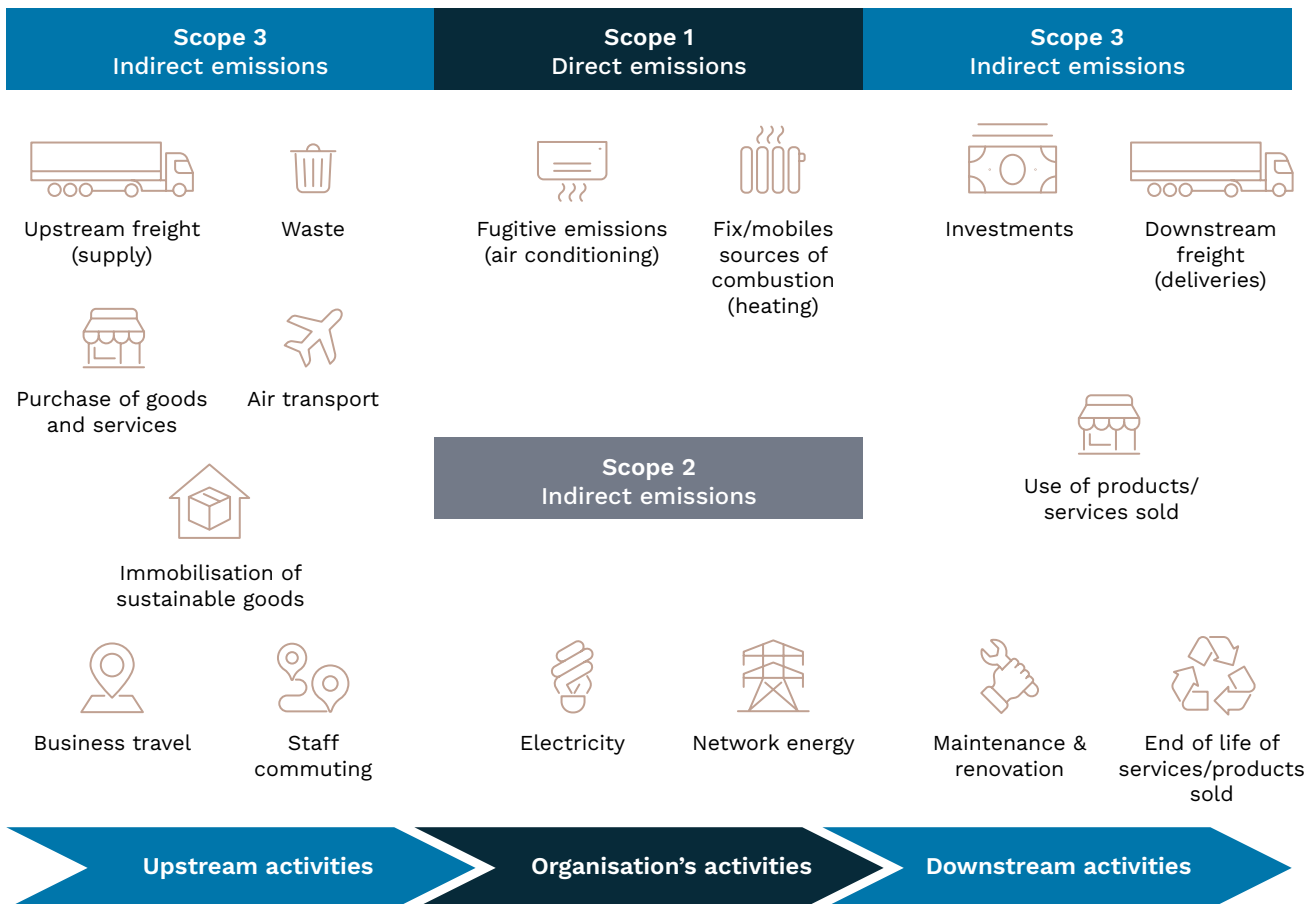 Scope 3
Indirect emissions
Scope 1
Direct emissions
Scope 3
Indirect emissions
Upstream freight
(supply)
Waste
Purchase of goods
and services
Air transport
Immobilisation of
sustainable goods
Business travel
Staff
commuting
Fugitive emissions
(air conditioning)
Fix/mobiles
sources of
combustion
(heating)
Scope 2
Indirect emissions
Electricity
Network energy
Investments
Downstream
freight
(deliveries)
Use of products/
services sold
Maintenance &
renovation
End of life of
services/products
sold
Upstream activities
Organisation’s activities
Downstream activities